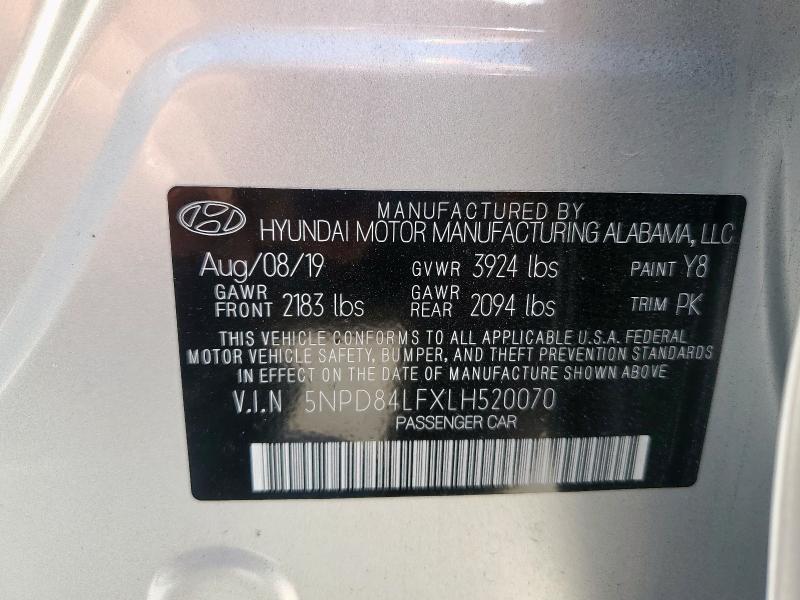 MANUFACTURED BY
HYUNDAI MOTOR MANUFACTURING ALABAMA, LLC
Aug/08/19 GVWR 3924 lbs PAINT Y8
GAWR FRONT 2183 lbs GAWR REAR 2094 lbs TRIM PK
THIS VEHICLE CONFORMS TO ALL APPLICABLE U.S.A. FEDERAL
MOTOR VEHICLE SAFETY, BUMPER, AND THEFT PREVENTION STANDARDS
IN EFFECT ON THE DATE OF MANUFACTURE SHOWN ABOVE.
V.I.N 5NPD84LFXLH520070
PASSENGER CAR